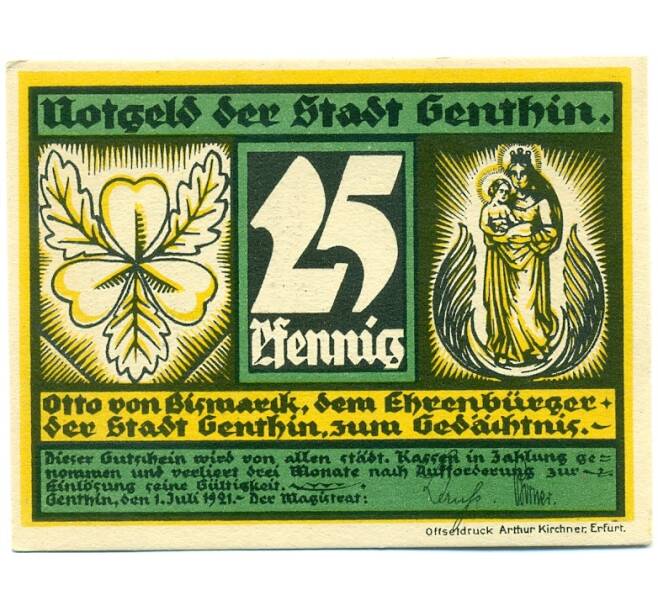 Notgeld der Stadt Genthin.
25
Pfennig
Otto von Bismarck, dem Ehrenbürger
der Stadt Genthin, zum Gedächtnis.
Dieser Gutschein wird von allen städt. Kassen in Zahlung ge=
nommen und verliert drei Monate nach Aufforderung zur
Einlösung seine Gültigkeit.
Genthin, den 1. Juli 1921.- Der Magistrat:
Offsetdruck Arthur Kirchner, Erfurt.